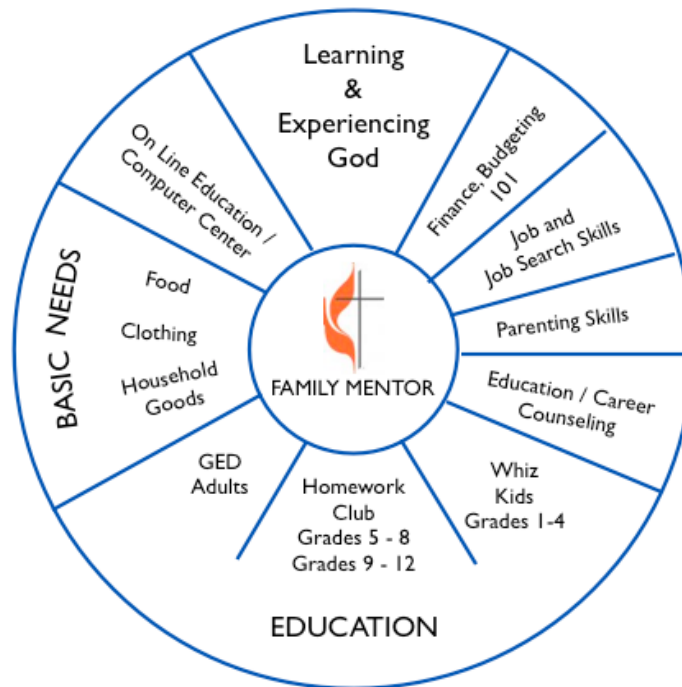 Learning
&
Experiencing
God
Finance, Budgeting
101
Job and
Job Search Skills
Parenting Skills
Education / Career
Counseling
Whiz
Kids
Grades 1-4
Homework
Club
Grades 5 - 8
Grades 9 - 12
GED
Adults
EDUCATION
BASIC NEEDS
Food
Clothing
Household
Goods
On Line Education /
Computer Center
FAMILY MENTOR